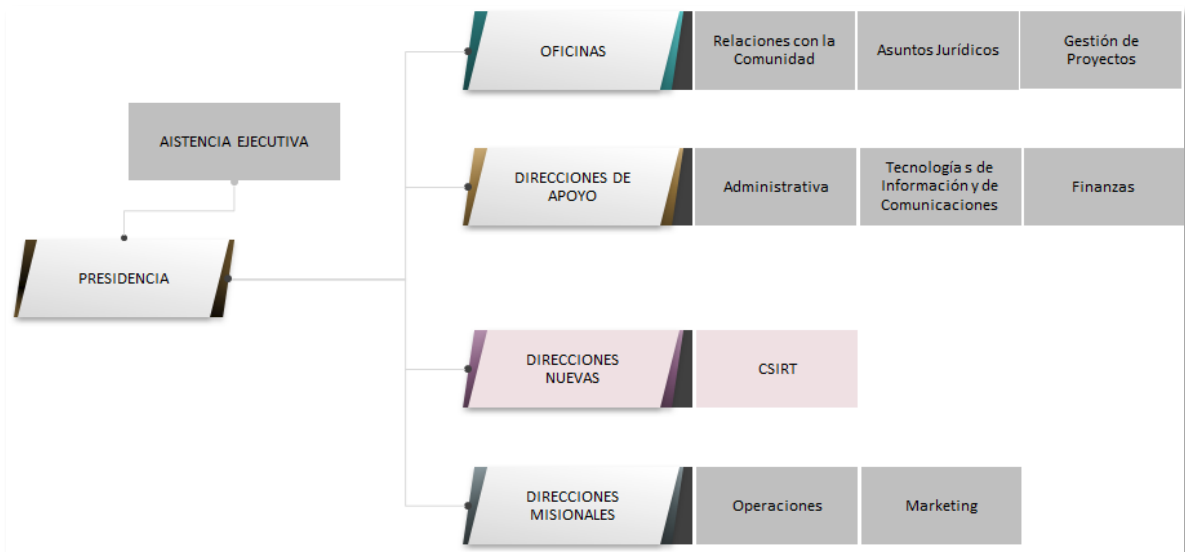 OFICINAS
Relaciones con la
Comunidad
Asuntos Jurídicos
Gestión de
Proyectos
AISTENCIA EJECUTIVA
DIRECCIONES DE
APOYO
Administrativa
Tecnología s de
Información y de
Comunicaciones
Finanzas
PRESIDENCIA
DIRECCIONES
NUEVAS
CSIRT
DIRECCIONES
MISIONALES
Operaciones
Marketing